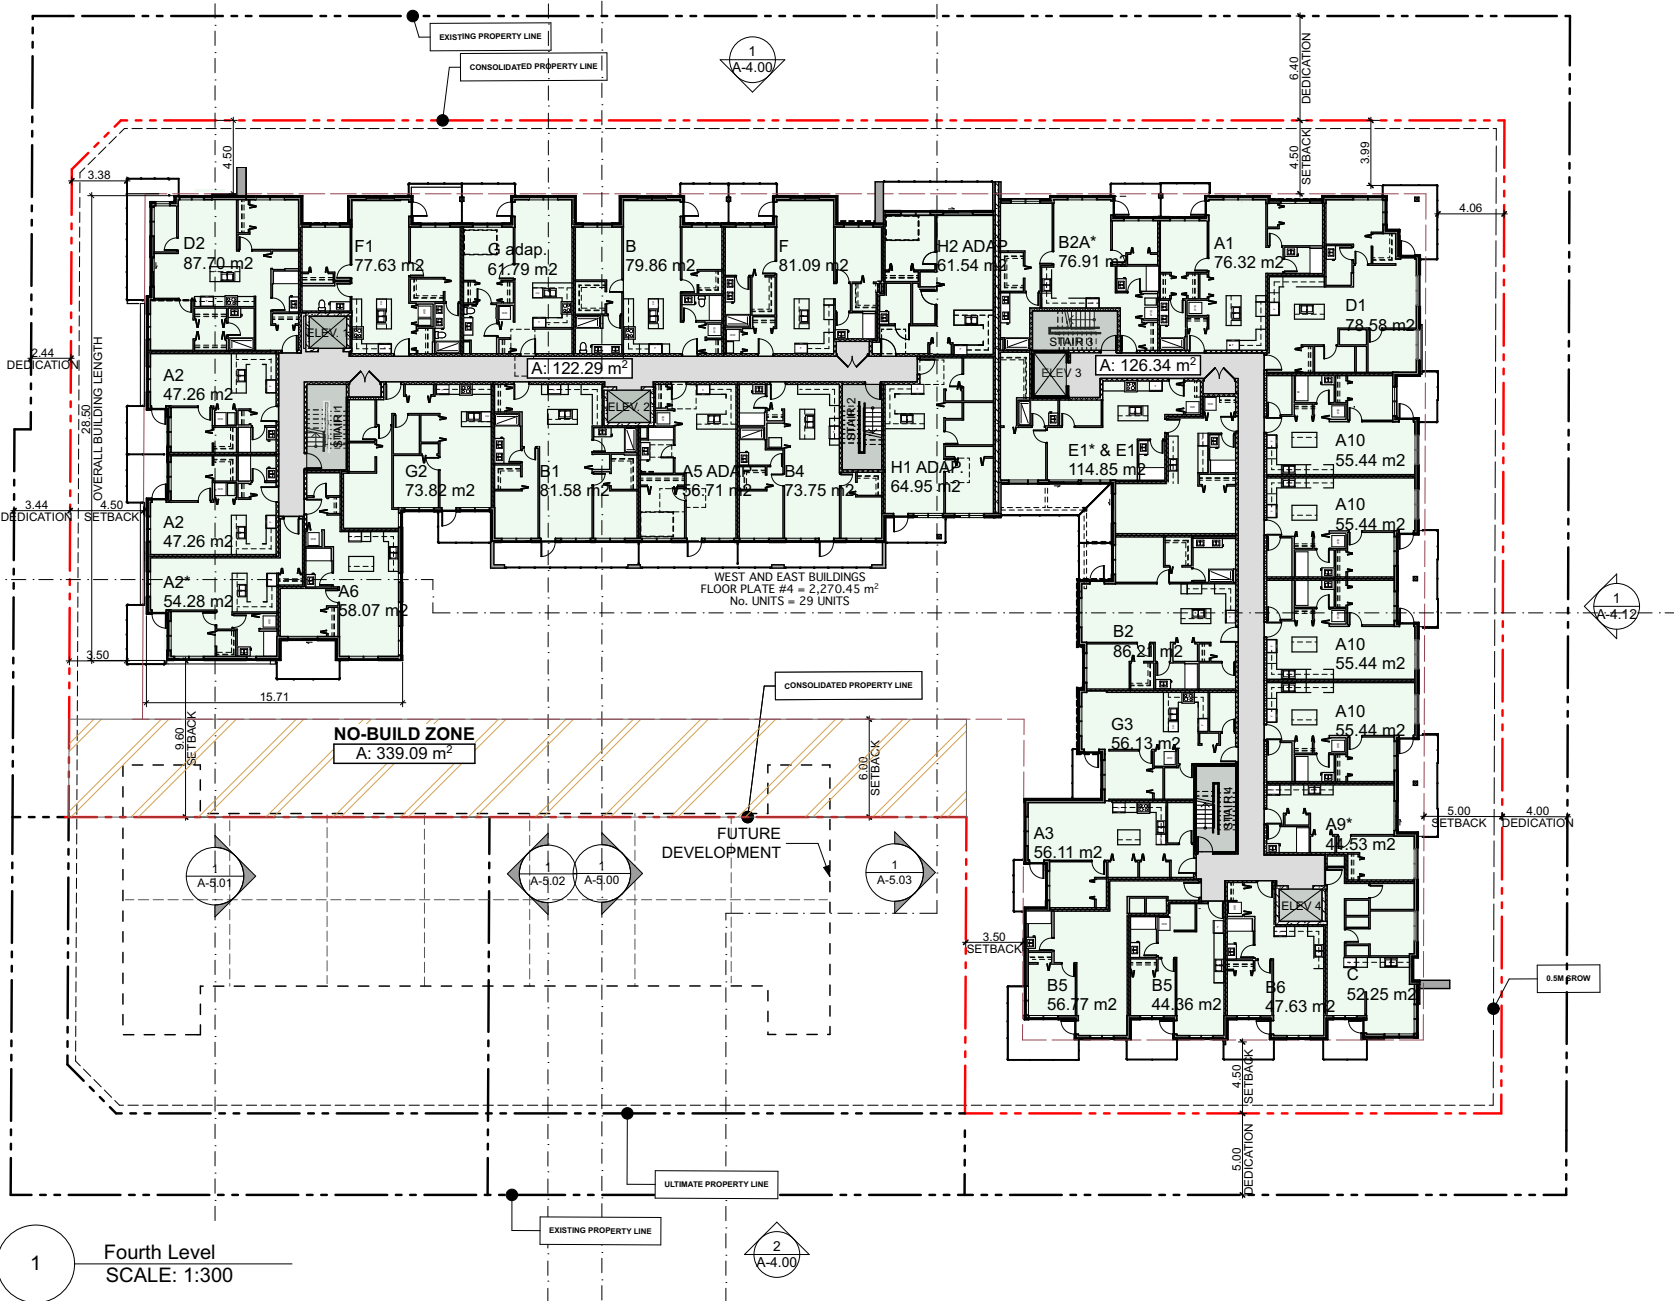 EXISTING PROPERTY LINE
CONSOLIDATED PROPERTY LINE
1
A-4.00
6.40
DEDICATION
4.50
SETBACK
3.99
4.50
3.38
4.06
D2
87.70 m2
F1
77.63 m2
G adap.
61.79 m2
B
79.86 m2
F
81.09 m2
H2 ADAP
61.54 m2
B2A*
76.91 m2
A1
76.32 m2
D1
78.58 m2
ELEV 1
STAIR 3
ELEV 3
A: 122.29 m²
A: 126.34 m²
2.44
DEDICATION
28.50
OVERALL BUILDING LENGTH
A2
47.26 m2
STAIR 1
G2
73.82 m2
B1
81.58 m2
ELEV. 2
A5 ADAP
56.71 m2
B4
73.75 m2
STAIR 2
H1 ADAP.
64.95 m2
E1* & E1
114.85 m2
A10
55.44 m2
3.44
DEDICATION
4.50
SETBACK
A2
47.26 m2
A10
55.44 m2
A2*
54.28 m2
A6
58.07 m2
WEST AND EAST BUILDINGS
FLOOR PLATE #4 = 2,270.45 m²
No. UNITS = 29 UNITS
1
A-4.12
B2
86.21 m2
A10
55.44 m2
3.50
15.71
CONSOLIDATED PROPERTY LINE
G3
56.13 m2
A10
55.44 m2
NO-BUILD ZONE
A: 339.09 m²
9.60
SETBACK
6.00
SETBACK
STAIR 4
A3
56.11 m2
A9*
44.53 m2
5.00
SETBACK
4.00
DEDICATION
FUTURE
DEVELOPMENT
1
A-5.01
1
A-5.02
1
A-5.00
1
A-5.03
ELEV 4
3.50
SETBACK
B5
56.77 m2
B5
44.36 m2
B6
47.63 m2
C
52.25 m2
0.5M SROW
4.50
SETBACK
5.00
DEDICATION
ULTIMATE PROPERTY LINE
EXISTING PROPERTY LINE
2
A-4.00
1
Fourth Level
SCALE: 1:300